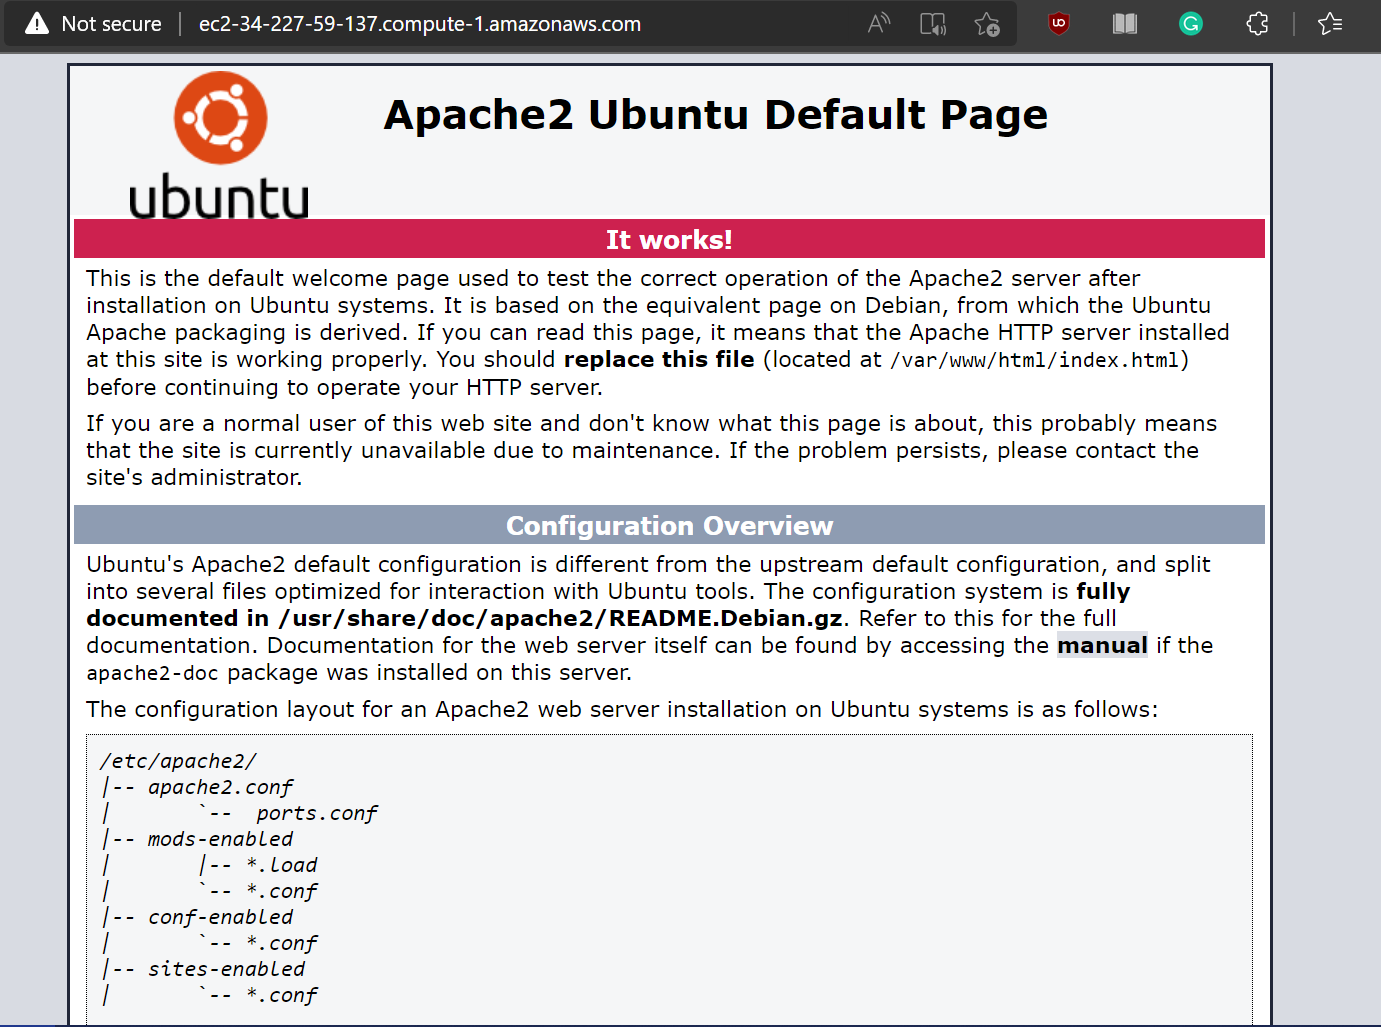 Not secure | ec2-34-227-59-137.compute-1.amazonaws.com
ubuntu
Apache2 Ubuntu Default Page
It works!
This is the default welcome page used to test the correct operation of the Apache2 server after
installation on Ubuntu systems. It is based on the equivalent page on Debian, from which the Ubuntu
Apache packaging is derived. If you can read this page, it means that the Apache HTTP server installed
at this site is working properly. You should replace this file (located at /var/www/html/index.html)
before continuing to operate your HTTP server.
If you are a normal user of this web site and don't know what this page is about, this probably means
that the site is currently unavailable due to maintenance. If the problem persists, please contact the
site's administrator.
Configuration Overview
Ubuntu's Apache2 default configuration is different from the upstream default configuration, and split
into several files optimized for interaction with Ubuntu tools. The configuration system is fully
documented in /usr/share/doc/apache2/README.Debian.gz. Refer to this for the full
documentation. Documentation for the web server itself can be found by accessing the manual if the
apache2-doc package was installed on this server.
The configuration layout for an Apache2 web server installation on Ubuntu systems is as follows:
/etc/apache2/
|-- apache2.conf
|       `--  ports.conf
|-- mods-enabled
|       |-- *.load
|       `-- *.conf
|-- conf-enabled
|       `-- *.conf
|-- sites-enabled
|       `-- *.conf